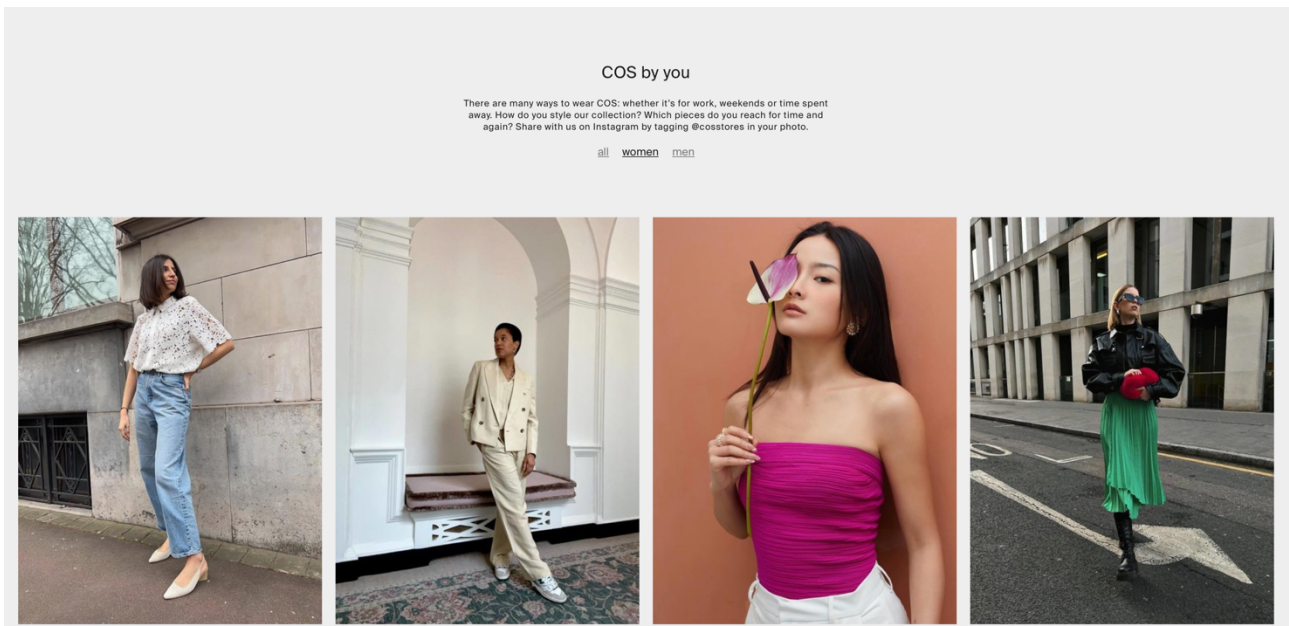 COS by you
There are many ways to wear COS: whether it's for work, weekends or time spent
away. How do you style our collection? Which pieces do you reach for time and
again? Share with us on Instagram by tagging @cosstores in your photo.
all women men